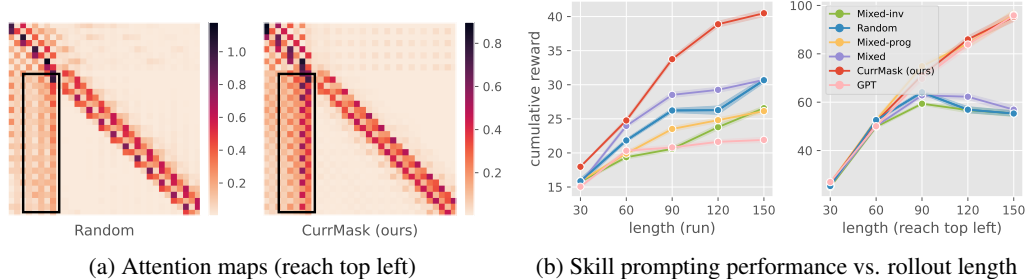 1.0
0.8
0.6
0.4
0.2
Random
0.8
0.6
0.4
0.2
CurrMask (ours)
(a) Attention maps (reach top left)
cumulative reward
40
35
30
25
20
15
30 60 90 120 150
length (run)
100
80
60
40
Mixed-inv
Random
Mixed-prog
Mixed
CurrMask (ours)
GPT
30 60 90 120 150
length (reach top left)
(b) Skill prompting performance vs. rollout length